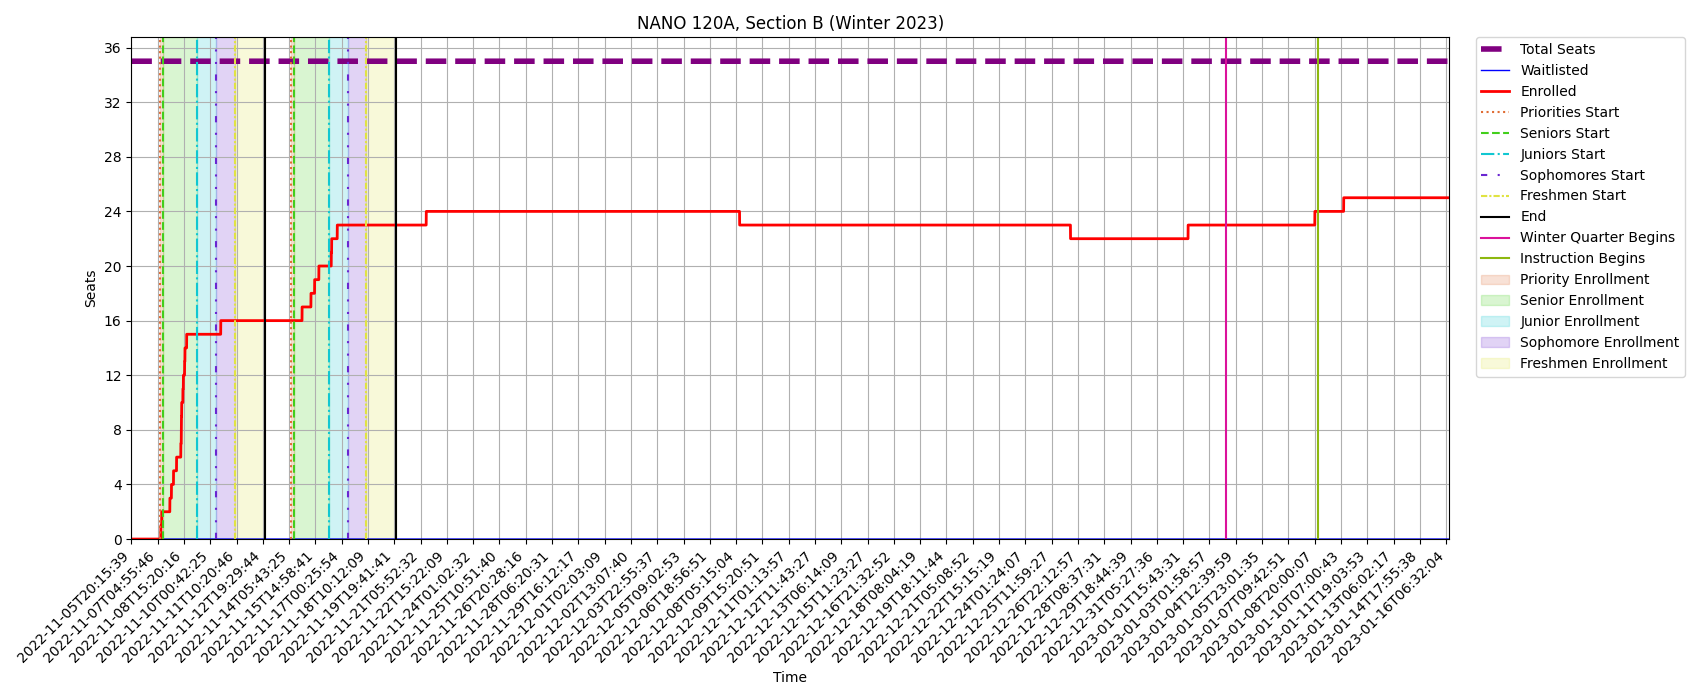 NANO 120A, Section B (Winter 2023)
36
32
28
24
20
16
12
8
4
0
Seats
2022-11-05T20:15:39
2022-11-07T04:55:46
2022-11-08T15:20:16
2022-11-10T00:42:25
2022-11-11T10:20:46
2022-11-12T19:29:44
2022-11-14T05:43:25
2022-11-15T14:58:41
2022-11-17T00:25:54
2022-11-18T10:12:09
2022-11-19T19:41:41
2022-11-21T05:52:32
2022-11-22T15:22:09
2022-11-24T01:02:32
2022-11-25T10:51:40
2022-11-26T20:28:16
2022-11-28T06:20:31
2022-11-29T16:12:17
2022-12-01T02:03:09
2022-12-02T13:07:40
2022-12-03T22:55:37
2022-12-05T09:02:53
2022-12-06T18:56:51
2022-12-08T05:15:04
2022-12-09T15:20:51
2022-12-11T01:13:57
2022-12-12T11:43:27
2022-12-13T06:14:09
2022-12-15T11:23:27
2022-12-16T21:32:52
2022-12-18T08:04:19
2022-12-19T18:11:44
2022-12-21T05:08:52
2022-12-22T15:15:19
2022-12-24T01:24:07
2022-12-25T11:59:27
2022-12-26T22:12:57
2022-12-28T08:37:31
2022-12-29T18:44:39
2022-12-31T05:27:36
2023-01-01T15:43:31
2023-01-03T01:58:57
2023-01-04T12:39:59
2023-01-05T23:01:35
2023-01-07T09:42:51
2023-01-08T20:00:07
2023-01-10T07:00:43
2023-01-11T19:03:53
2023-01-13T06:02:17
2023-01-14T17:55:38
2023-01-16T06:32:04
Time
Total Seats
Waitlisted
Enrolled
Priorities Start
Seniors Start
Juniors Start
Sophomores Start
Freshmen Start
End
Winter Quarter Begins
Instruction Begins
Priority Enrollment
Senior Enrollment
Junior Enrollment
Sophomore Enrollment
Freshmen Enrollment